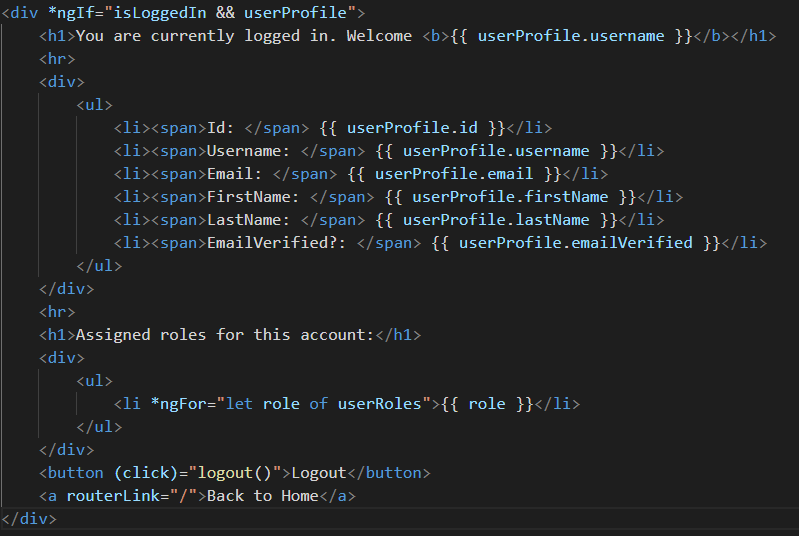 <div *ngIf="isLoggedIn && userProfile">
    <h1>You are currently logged in. Welcome <b>{{ userProfile.username }}</b></h1>
    <hr>
    <div>
        <ul>
            <li><span>Id: </span> {{ userProfile.id }}</li>
            <li><span>Username: </span> {{ userProfile.username }}</li>
            <li><span>Email: </span> {{ userProfile.email }}</li>
            <li><span>FirstName: </span> {{ userProfile.firstName }}</li>
            <li><span>LastName: </span> {{ userProfile.lastName }}</li>
            <li><span>EmailVerified?: </span> {{ userProfile.emailVerified }}</li>
        </ul>
    </div>
    <hr>
    <h1>Assigned roles for this account:</h1>
    <div>
        <ul>
            <li *ngFor="let role of userRoles">{{ role }}</li>
        </ul>
    </div>
    <button (click)="logout()">Logout</button>
    <a routerLink="/">Back to Home</a>
</div>